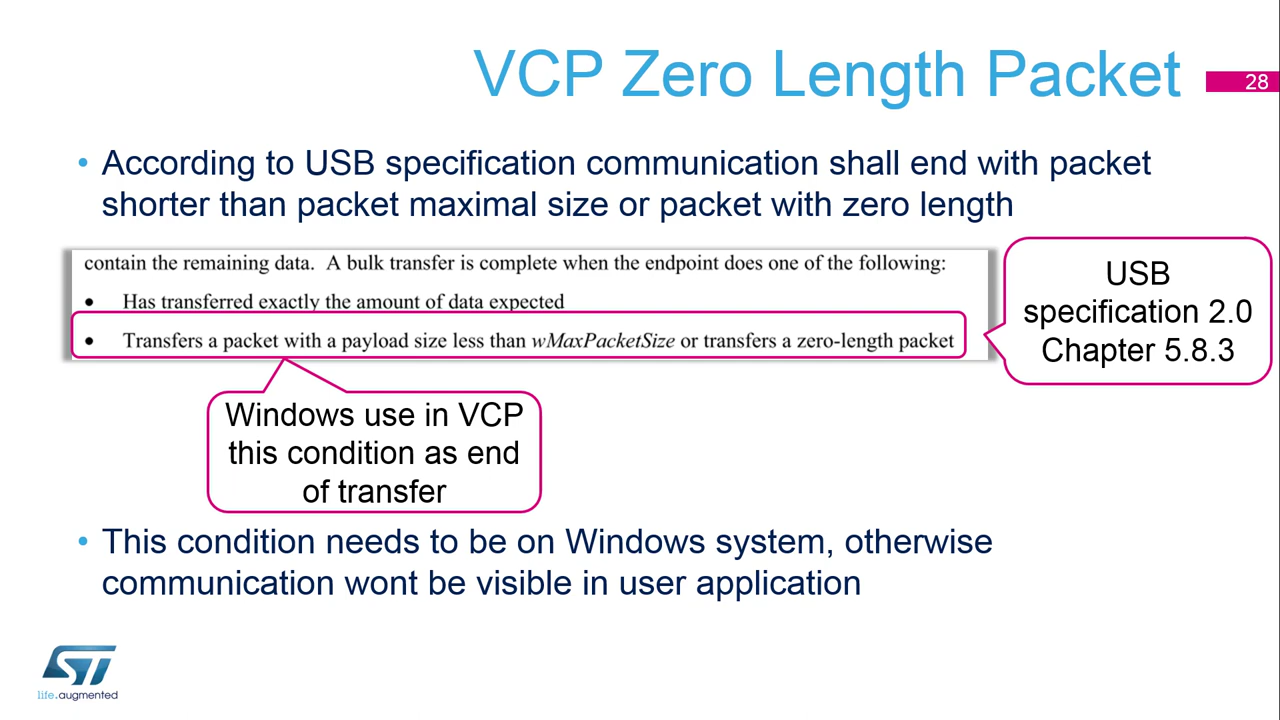 VCP Zero Length Packet
28
• According to USB specification communication shall end with packet
shorter than packet maximal size or packet with zero length
contain the remaining data. A bulk transfer is complete when the endpoint does one of the following:
• Has transferred exactly the amount of data expected
• Transfers a packet with a payload size less than wMaxPacketSize or transfers a zero-length packet
USB
specification 2.0
Chapter 5.8.3
Windows use in VCP
this condition as end
of transfer
• This condition needs to be on Windows system, otherwise
communication wont be visible in user application
ST
life.augmented